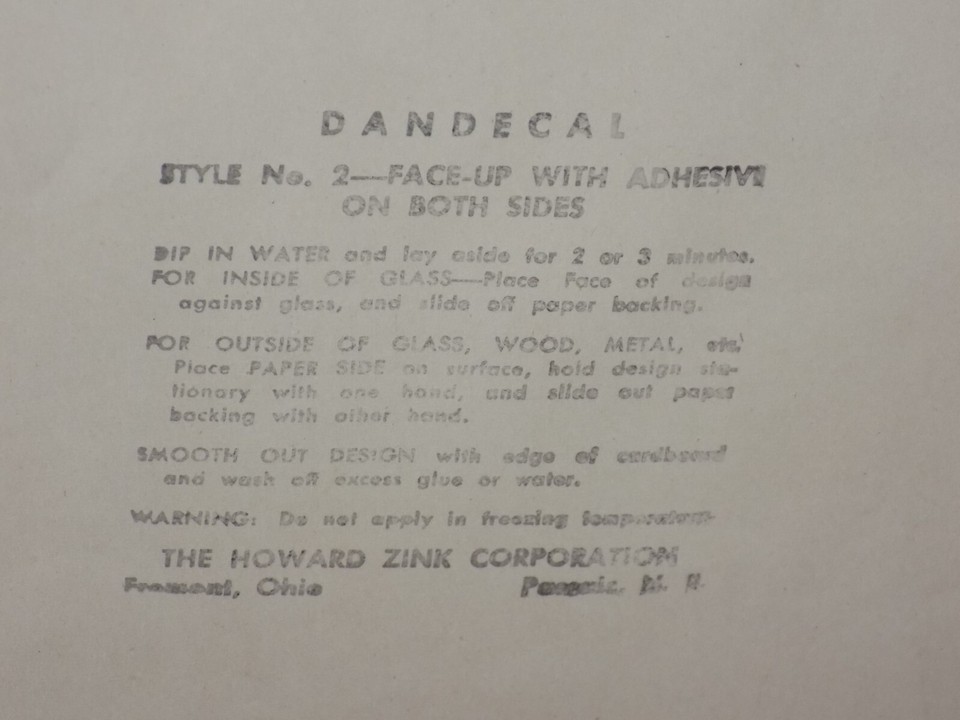 DANDECAL
STYLE No. 2—FACE-UP WITH ADHESIVE
ON BOTH SIDES
DIP IN WATER and lay aside for 2 or 3 minutes.
FOR INSIDE OF GLASS—Place Face of design
against glass, and slide off paper backing.
FOR OUTSIDE OF GLASS, WOOD, METAL, etc.
Place PAPER SIDE on surface, hold design sta-
tionary with one hand, and slide out paper
backing with other hand.
SMOOTH OUT DESIGN with edge of cardboard
and wash off excess glue or water.
WARNING: Do not apply in freezing temperature
THE HOWARD ZINK CORPORATION
Fremont, Ohio Passaic, N. J.